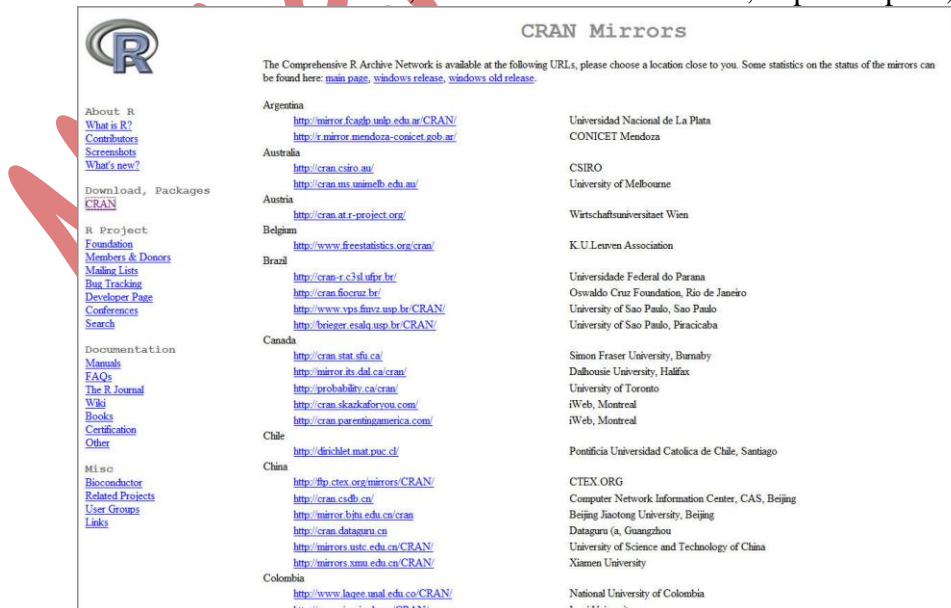 CRAN Mirrors
The Comprehensive R Archive Network is available at the following URLs, please choose a location close to you. Some statistics on the status of the mirrors can
be found here: main page, windows release, windows old release.
R
About R
What is R?
Contributors
Screenshots
What's new?
Download, Packages
CRAN
R Project
Foundation
Members & Donors
Mailing Lists
Bug Tracking
Developer Page
Conferences
Search
Documentation
Manuals
FAQs
The R Journal
Wiki
Books
Certification
Other
Misc
Bioconductor
Related Projects
User Groups
Links
Argentina
http://mirror.fcaglp.unlp.edu.ar/CRAN/ Universidad Nacional de La Plata
http://r.mirror.mendoza-conicet.gob.ar/ CONICET Mendoza
Australia
http://cran.csiro.au/ CSIRO
http://cran.ms.unimelb.edu.au/ University of Melbourne
Austria
http://cran.at.r-project.org/ Wirtschaftsuniversitaet Wien
Belgium
http://www.freestatistics.org/cran/ K.U.Leuven Association
Brazil
http://cran-r.c3sl.ufpr.br/ Universidade Federal do Parana
http://cran.fiocruz.br/ Oswaldo Cruz Foundation, Rio de Janeiro
http://www.vps.fmvz.usp.br/CRAN/ University of Sao Paulo, Sao Paulo
http://brieger.esalq.usp.br/CRAN/ University of Sao Paulo, Piracicaba
Canada
http://cran.stat.sfu.ca/ Simon Fraser University, Burnaby
http://mirror.its.dal.ca/cran/ Dalhousie University, Halifax
http://probability.ca/cran/ University of Toronto
http://cran.skazkaforyou.com/ iWeb, Montreal
http://cran.parentingamerica.com/ iWeb, Montreal
Chile
http://dirichlet.mat.puc.cl/ Pontificia Universidad Catolica de Chile, Santiago
China
http://ftp.ctex.org/mirrors/CRAN/ CTEX.ORG
http://cran.csdb.cn/ Computer Network Information Center, CAS, Beijing
http://mirror.bjtu.edu.cn/cran Beijing Jiaotong University, Beijing
http://cran.dataguru.cn Dataguru (a, Guangzhou
http://mirrors.ustc.edu.cn/CRAN/ University of Science and Technology of China
http://mirrors.xmu.edu.cn/CRAN/ Xiamen University
Colombia
http://www.laqee.unal.edu.co/CRAN/ National University of Colombia